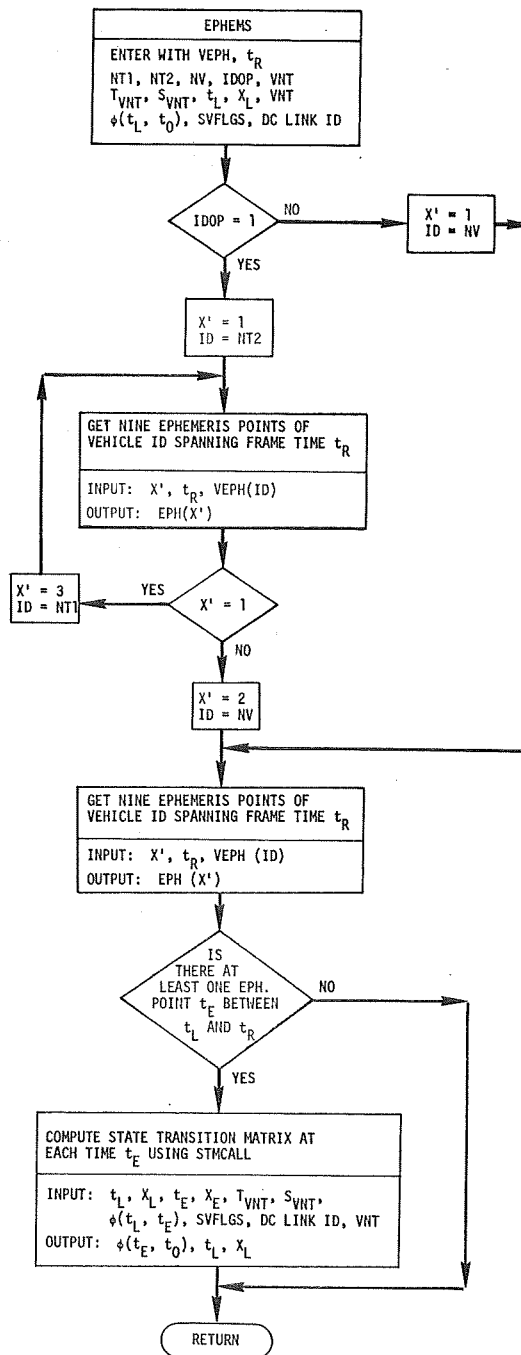 EPHEMS
ENTER WITH VEPH, t_R
NT1, NT2, NV, IDOP, VNT
T_VNT, S_VNT, t_L, X_L, VNT
ϕ(t_L, t_0), SVFLGS, DC LINK ID
IDOP = 1
NO
X' = 1
ID = NV
YES
X' = 1
ID = NT2
GET NINE EPHEMERIS POINTS OF
VEHICLE ID SPANNING FRAME TIME t_R
INPUT: X', t_R, VEPH(ID)
OUTPUT: EPH(X')
X' = 3
ID = NT1
YES
X' = 1
NO
X' = 2
ID = NV
GET NINE EPHEMERIS POINTS OF
VEHICLE ID SPANNING FRAME TIME t_R
INPUT: X', t_R, VEPH (ID)
OUTPUT: EPH (X')
IS
THERE AT
LEAST ONE EPH.
POINT t_E BETWEEN
t_L AND t_R
NO
YES
COMPUTE STATE TRANSITION MATRIX AT
EACH TIME t_E USING STMCALL
INPUT: t_L, X_L, t_E, X_E, T_VNT, S_VNT,
ϕ(t_L, t_E), SVFLGS, DC LINK ID, VNT
OUTPUT: ϕ(t_E, t_0), t_L, X_L
RETURN